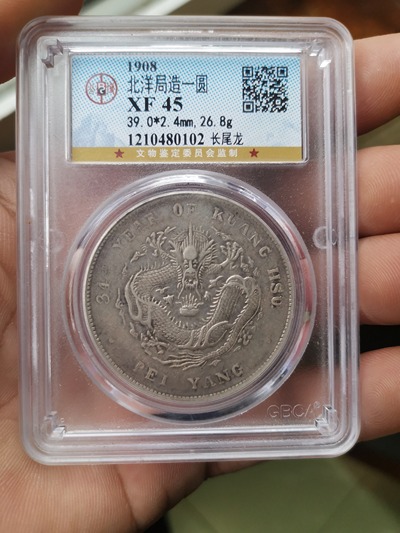 1908
北洋局造一圆
XF 45
39.0*2.4mm,26.8g
1210480102 长尾龙
★ 文物鉴定委员会监制 ★
34 YEAR OF KUANG HSU
PEI YANG
GBCA